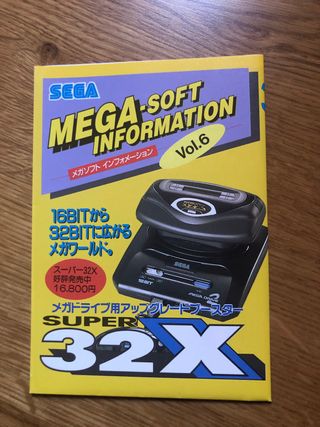 SEGA
MEGA-SOFT
INFORMATION
メガソフト インフォメーション
Vol.6
16BITから
32BITに広がる
メガワールド。
スーパー32X
好評発売中
16,800円
SEGA
16BIT
メガドライブ用アップグレードブースター
SUPER
32X